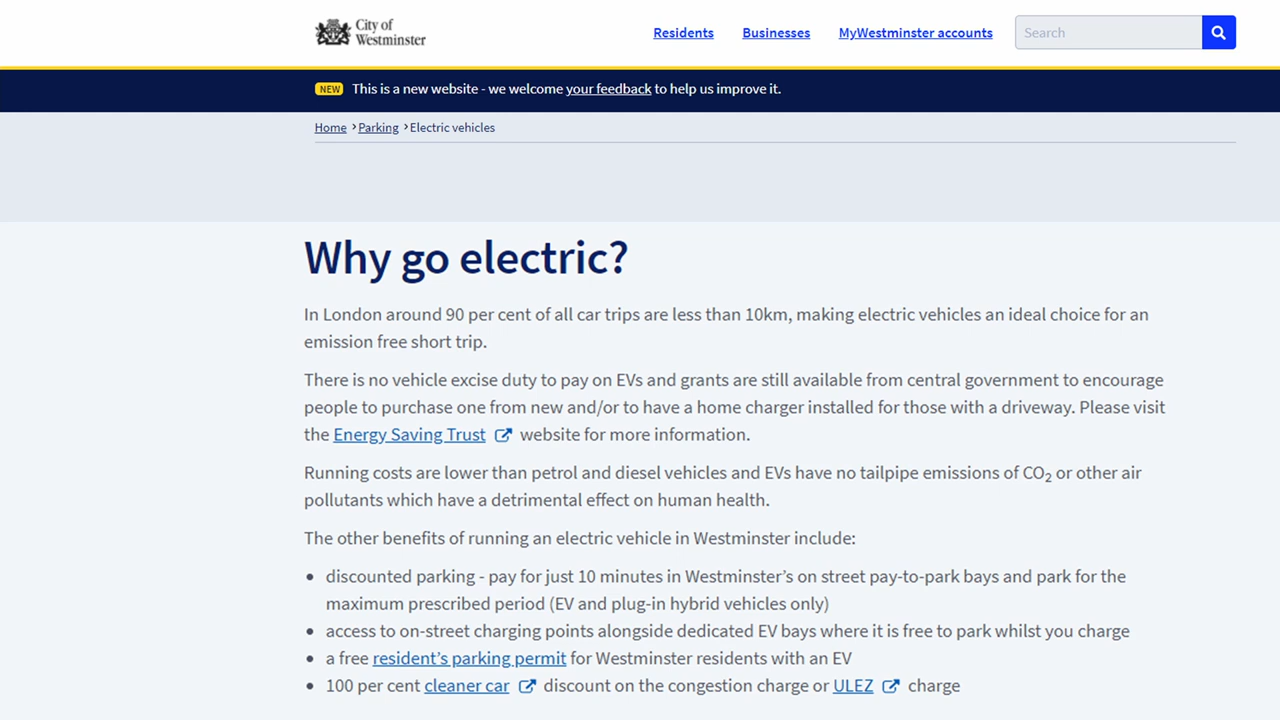 City of
Westminster
Residents Businesses MyWestminster accounts Search
NEW This is a new website - we welcome your feedback to help us improve it.
Home > Parking > Electric vehicles
Why go electric?
In London around 90 per cent of all car trips are less than 10km, making electric vehicles an ideal choice for an
emission free short trip.
There is no vehicle excise duty to pay on EVs and grants are still available from central government to encourage
people to purchase one from new and/or to have a home charger installed for those with a driveway. Please visit
the Energy Saving Trust website for more information.
Running costs are lower than petrol and diesel vehicles and EVs have no tailpipe emissions of CO₂ or other air
pollutants which have a detrimental effect on human health.
The other benefits of running an electric vehicle in Westminster include:
• discounted parking - pay for just 10 minutes in Westminster’s on street pay-to-park bays and park for the
maximum prescribed period (EV and plug-in hybrid vehicles only)
• access to on-street charging points alongside dedicated EV bays where it is free to park whilst you charge
• a free resident’s parking permit for Westminster residents with an EV
• 100 per cent cleaner car discount on the congestion charge or ULEZ charge